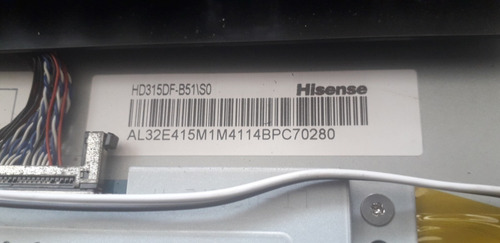 HD315DF-B51\S0 Hisense
AL32E415M1M4114BPC70280